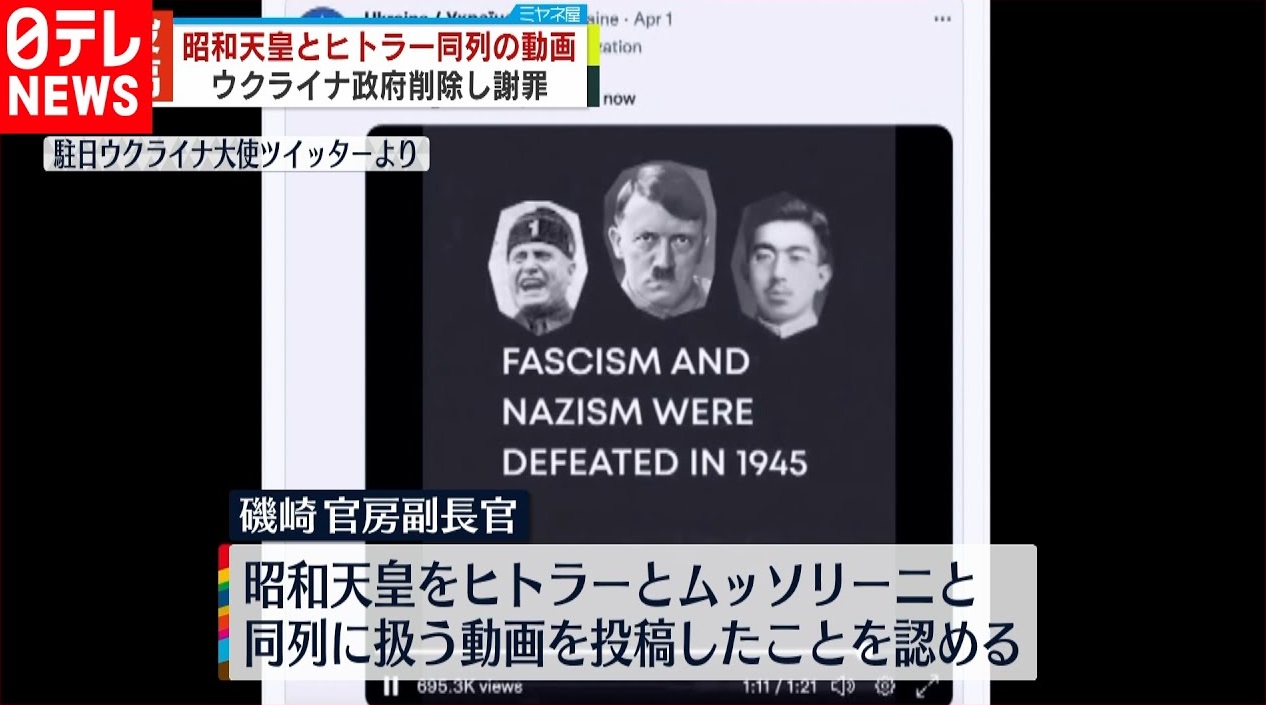 日テレ
NEWS
ミヤネ屋
昭和天皇とヒトラー同列の動画
ウクライナ政府削除し謝罪
駐日ウクライナ大使ツイッターより
Apr 1
now
1
FASCISM AND
NAZISM WERE
DEFEATED IN 1945
磯崎 官房副長官
昭和天皇をヒトラーとムッソリーニと
同列に扱う動画を投稿したことを認める
695.3K views
1:11 / 1:21